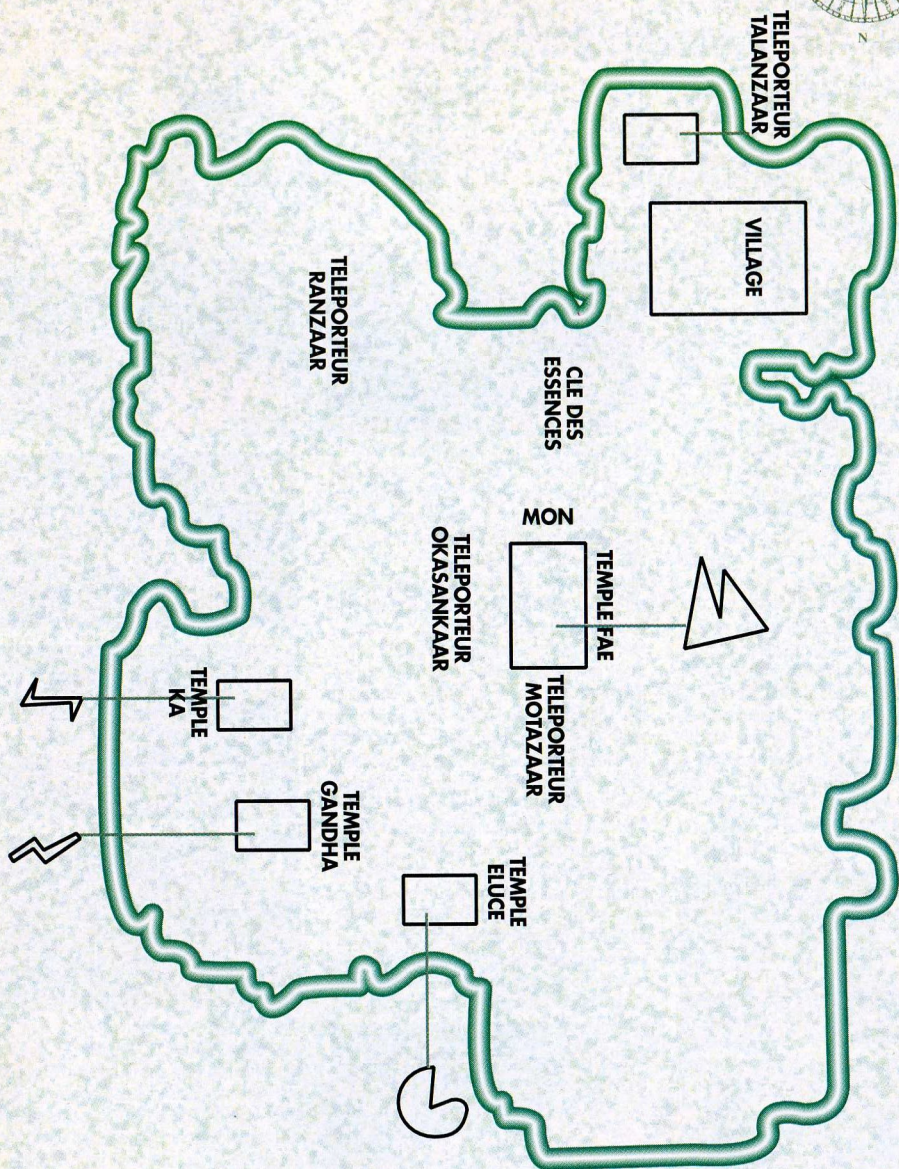 N
TELEPORTEUR
TALANZAAR
VILLAGE
CLE DES
ESSENCES
TELEPORTEUR
RANZAAR
MON
TEMPLE FAE
TELEPORTEUR
MOTAZAAR
TELEPORTEUR
OKASANKAAR
TEMPLE
ELUCE
TEMPLE
GANDHA
TEMPLE
KA